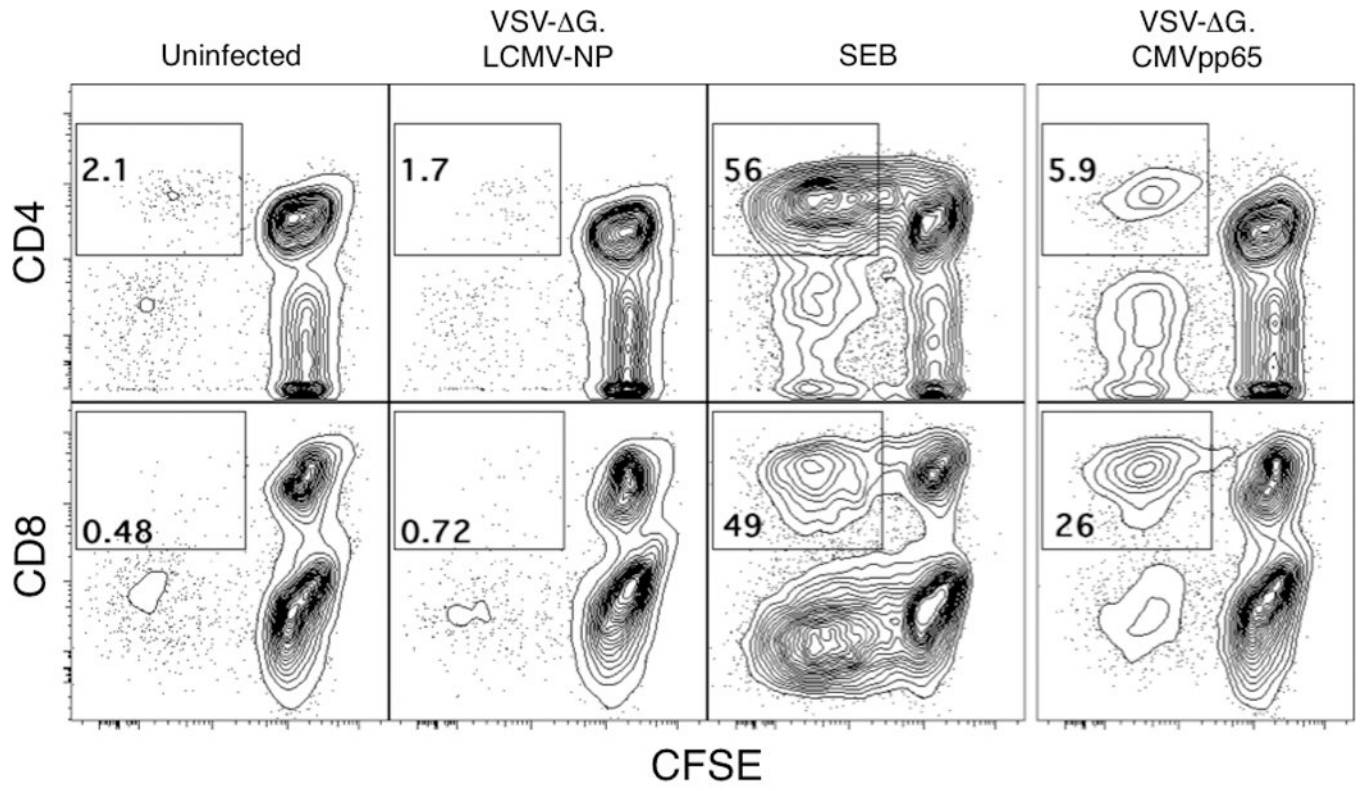 Uninfected
VSV-ΔG.
LCMV-NP
SEB
VSV-ΔG.
CMVpp65
CD4
2.1
1.7
56
5.9
CD8
0.48
0.72
49
26
CFSE